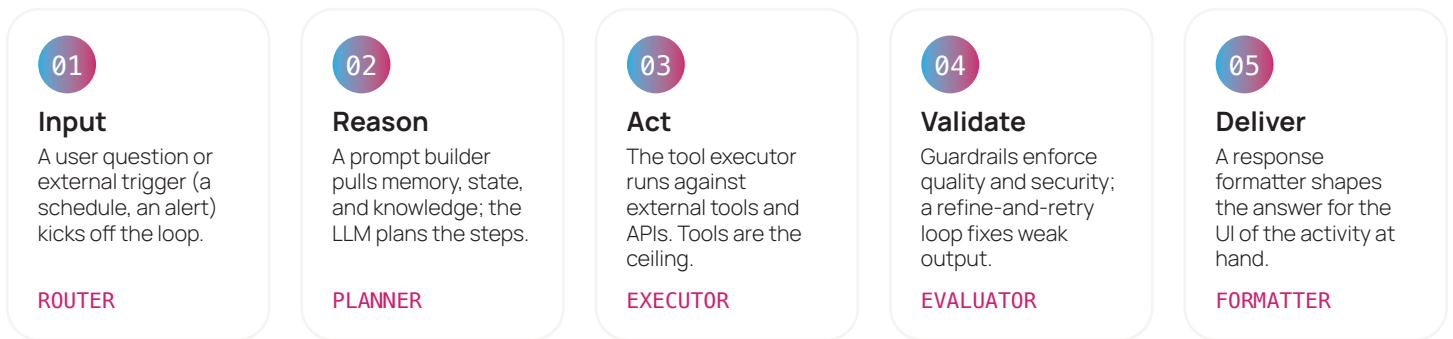 01
Input
A user question or
external trigger (a
schedule, an alert)
kicks off the loop.
ROUTER
02
Reason
A prompt builder
pulls memory, state,
and knowledge; the
LLM plans the steps.
PLANNER
03
Act
The tool executor
runs against
external tools and
APIs. Tools are the
ceiling.
EXECUTOR
04
Validate
Guardrails enforce
quality and security;
a refine-and-retry
loop fixes weak
output.
EVALUATOR
05
Deliver
A response
formatter shapes
the answer for the
UI of the activity at
hand.
FORMATTER